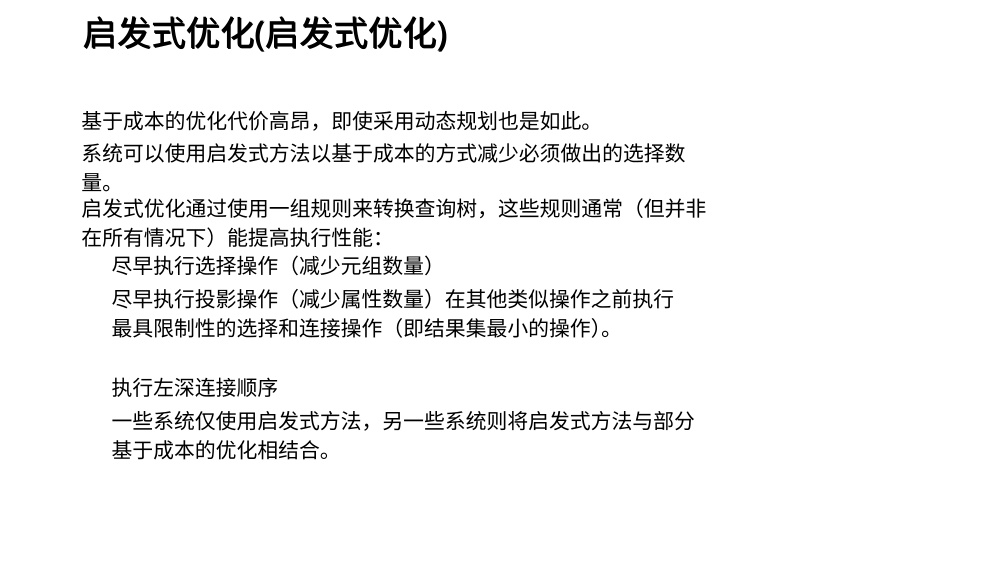 启发式优化(启发式优化)
基于成本的优化代价高昂，即使采用动态规划也是如此。
系统可以使用启发式方法以基于成本的方式减少必须做出的选择数
量。
启发式优化通过使用一组规则来转换查询树，这些规则通常（但并非
在所有情况下）能提高执行性能：
尽早执行选择操作（减少元组数量）
尽早执行投影操作（减少属性数量）在其他类似操作之前执行
最具限制性的选择和连接操作（即结果集最小的操作）。
执行左深连接顺序
一些系统仅使用启发式方法，另一些系统则将启发式方法与部分
基于成本的优化相结合。